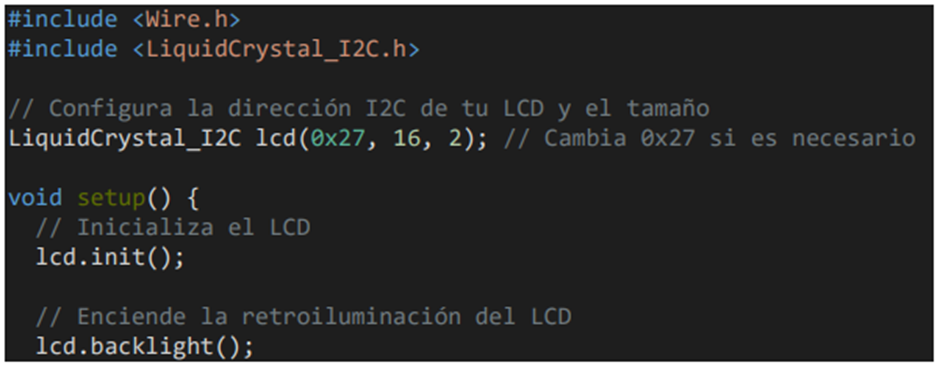 #include <Wire.h>
#include <LiquidCrystal_I2C.h>
// Configura la dirección I2C de tu LCD y el tamaño
LiquidCrystal_I2C lcd(0x27, 16, 2); // Cambia 0x27 si es necesario
void setup() {
// Inicializa el LCD
lcd.init();
// Enciende la retroiluminación del LCD
lcd.backlight();